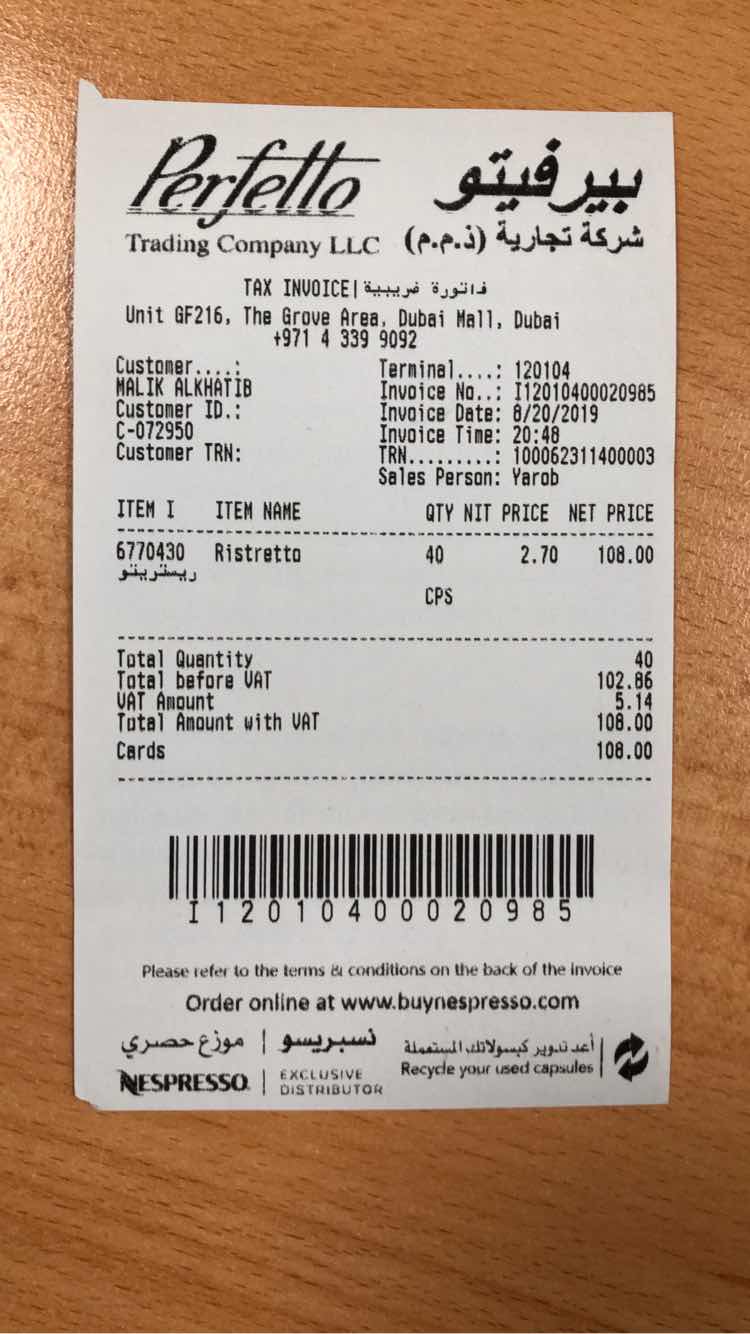 Perfetto بيرفيتو
Trading Company LLC شركة تجارية (ذ.م.م)
TAX INVOICE| فاتورة ضريبية
Unit GF216, The Grove Area, Dubai Mall, Dubai
+971 4 339 9092
Customer....: Terminal....: 120104
MALIK ALKHATIB Invoice No..: I12010400020985
Customer ID.: Invoice Date: 8/20/2019
C-072950 Invoice Time: 20:48
Customer TRN: TRN.........: 100062311400003
Sales Person: Yarob
ITEM I ITEM NAME QTY NIT PRICE NET PRICE
6770430 Ristretto 40 2.70 108.00
ريستريتو
CPS
Total Quantity 40
Total before VAT 102.86
VAT Amount 5.14
Total Amount with VAT 108.00
Cards 108.00
I12010400020985
Please refer to the terms & conditions on the back of the invoice
Order online at www.buynespresso.com
نسبريسو | موزع حصري
NESPRESSO | EXCLUSIVE DISTRIBUTOR
أعد تدوير كبسولاتك المستعملة
Recycle your used capsules